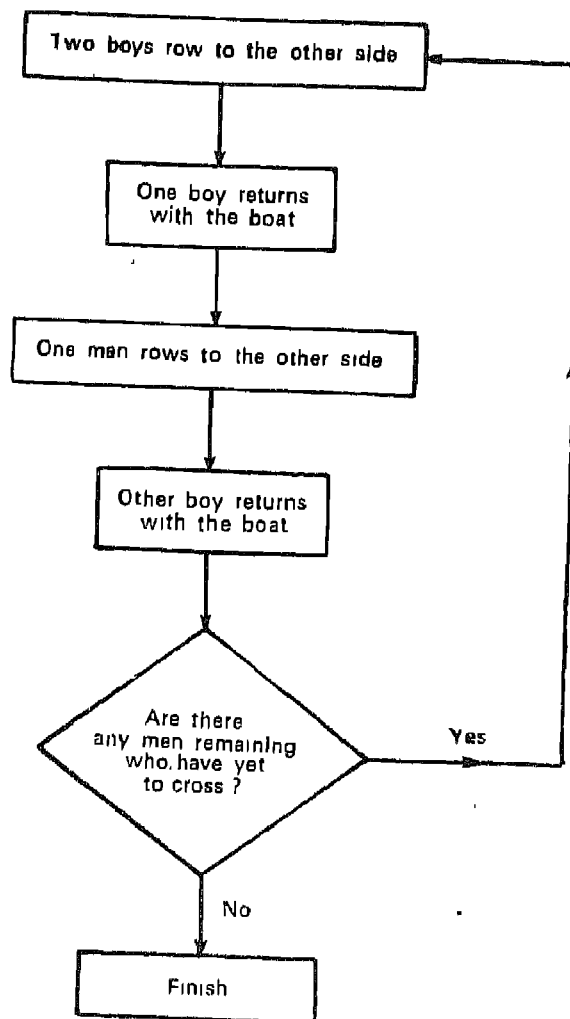 Two boys row to the other side
One boy returns
with the boat
One man rows to the other side
Other boy returns
with the boat
Are there
any men remaining
who have yet
to cross ?
Yes
No
Finish